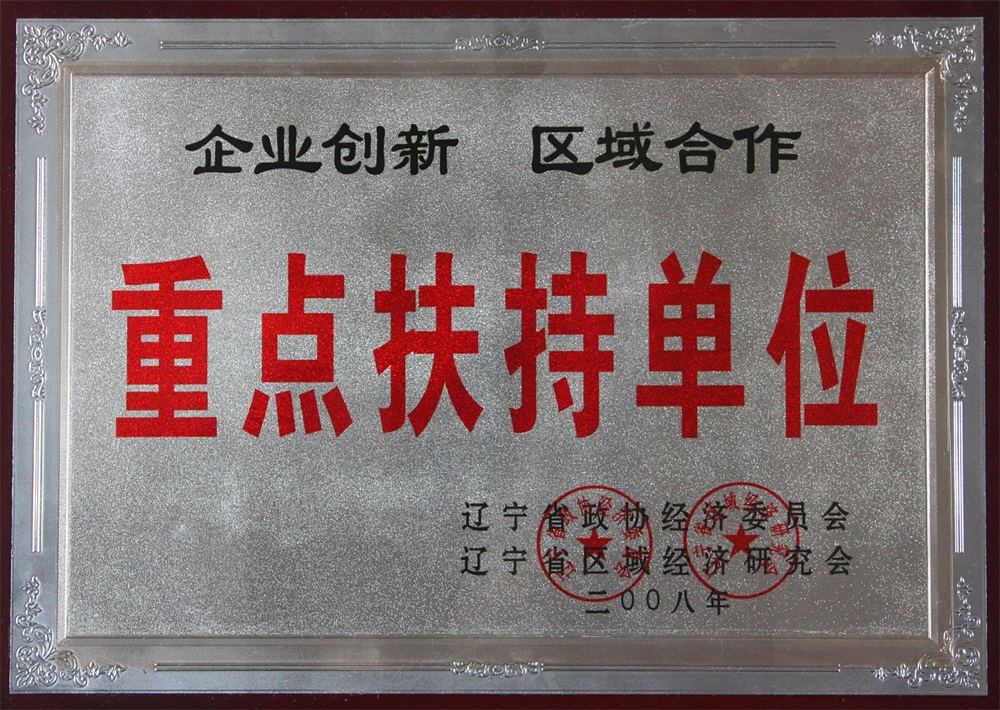 企业创新 区域合作
重点扶持单位
辽宁省政协经济委员会
辽宁省区域经济研究会
二00八年